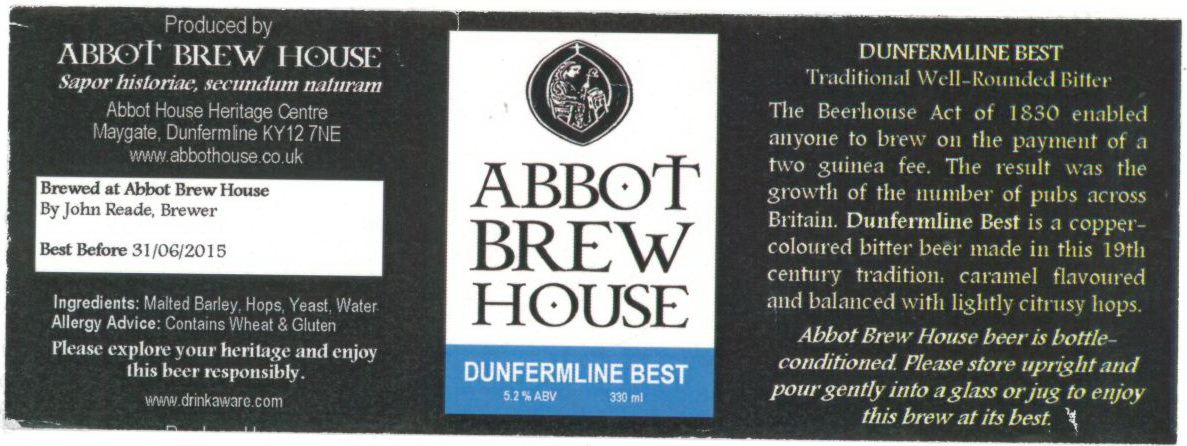 Produced by
ABBOT BREW HOUSE
Sapor historiae, secundum naturam
Abbot House Heritage Centre
Maygate, Dunfermline KY12 7NE
www.abbothouse.co.uk
Brewed at Abbot Brew House
By John Reade, Brewer
Best Before 31/06/2015
Ingredients: Malted Barley, Hops, Yeast, Water
Allergy Advice: Contains Wheat & Gluten
Please explore your heritage and enjoy
this beer responsibly.
www.drinkaware.com
ABBOT
BREW
HOUSE
DUNFERMLINE BEST
5.2 % ABV 330 ml
DUNFERMLINE BEST
Traditional Well-Rounded Bitter
The Beerhouse Act of 1830 enabled
anyone to brew on the payment of a
two guinea fee. The result was the
growth of the number of pubs across
Britain. Dunfermline Best is a copper-
coloured bitter beer made in this 19th
century tradition: caramel flavoured
and balanced with lightly citrusy hops.
Abbot Brew House beer is bottle-
conditioned. Please store upright and
pour gently into a glass or jug to enjoy
this brew at its best.